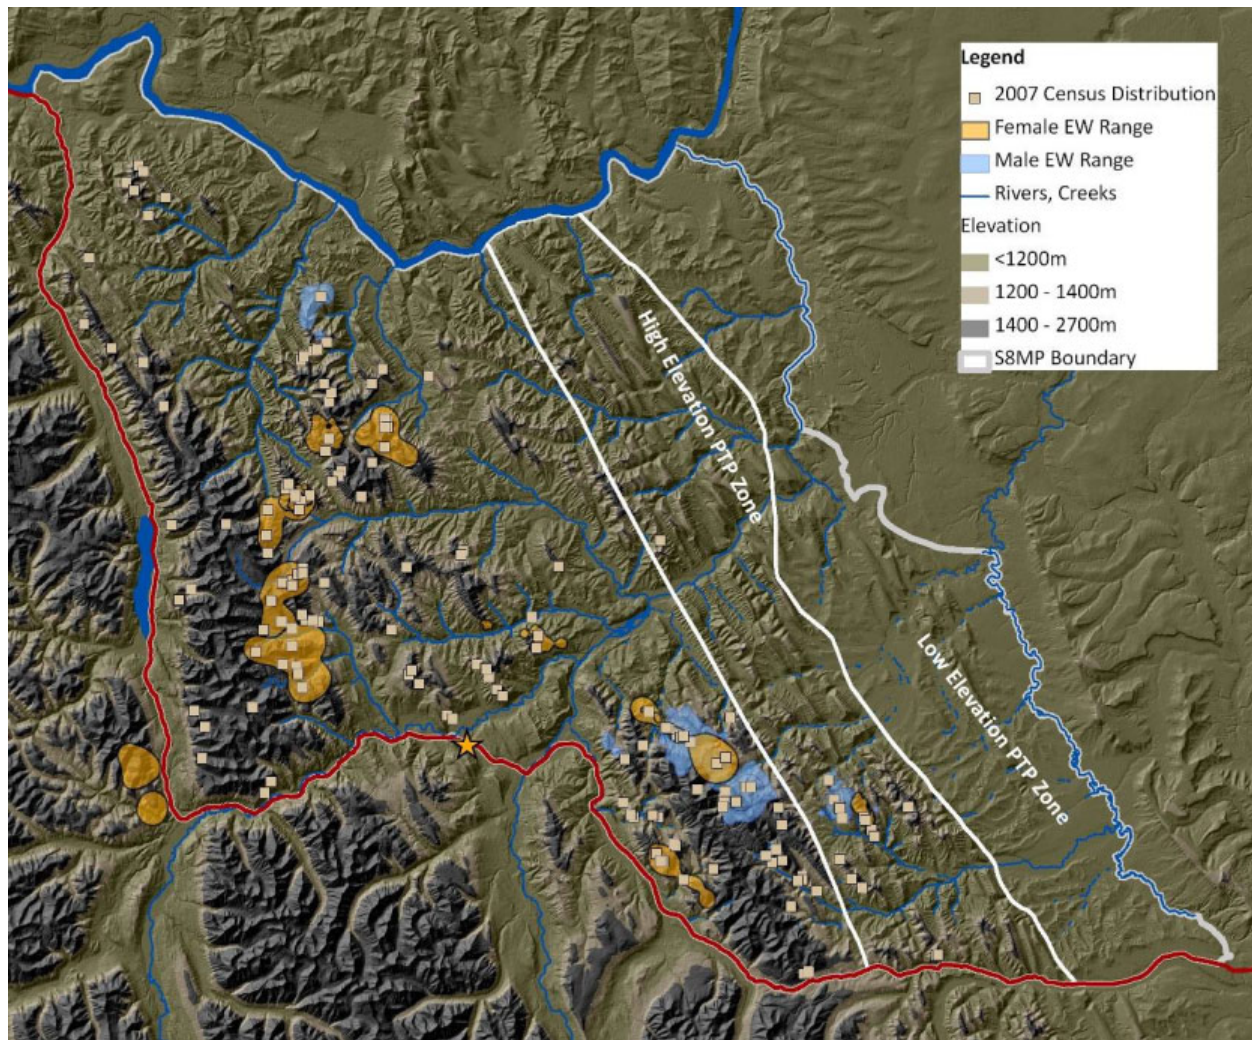 Legend
2007 Census Distribution
Female EW Range
Male EW Range
Rivers, Creeks
Elevation
<1200m
1200 - 1400m
1400 - 2700m
S8MP Boundary
High Elevation PTP Zone
Low Elevation PTP Zone